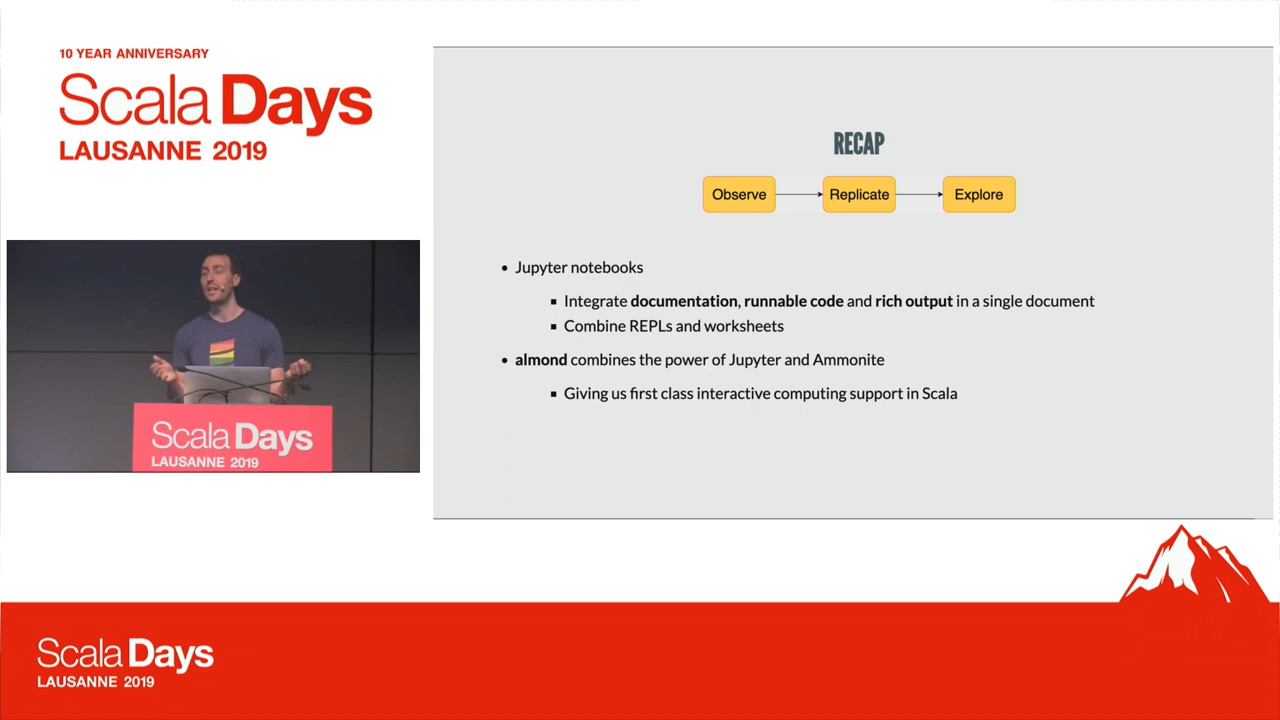 10 YEAR ANNIVERSARY
Scala Days
LAUSANNE 2019
RECAP
Observe
Replicate
Explore
• Jupyter notebooks
▪ Integrate documentation, runnable code and rich output in a single document
▪ Combine REPLs and worksheets
• almond combines the power of Jupyter and Ammonite
▪ Giving us first class interactive computing support in Scala
Scala Days
LAUSANNE 2019
Scala Days
LAUSANNE 2019